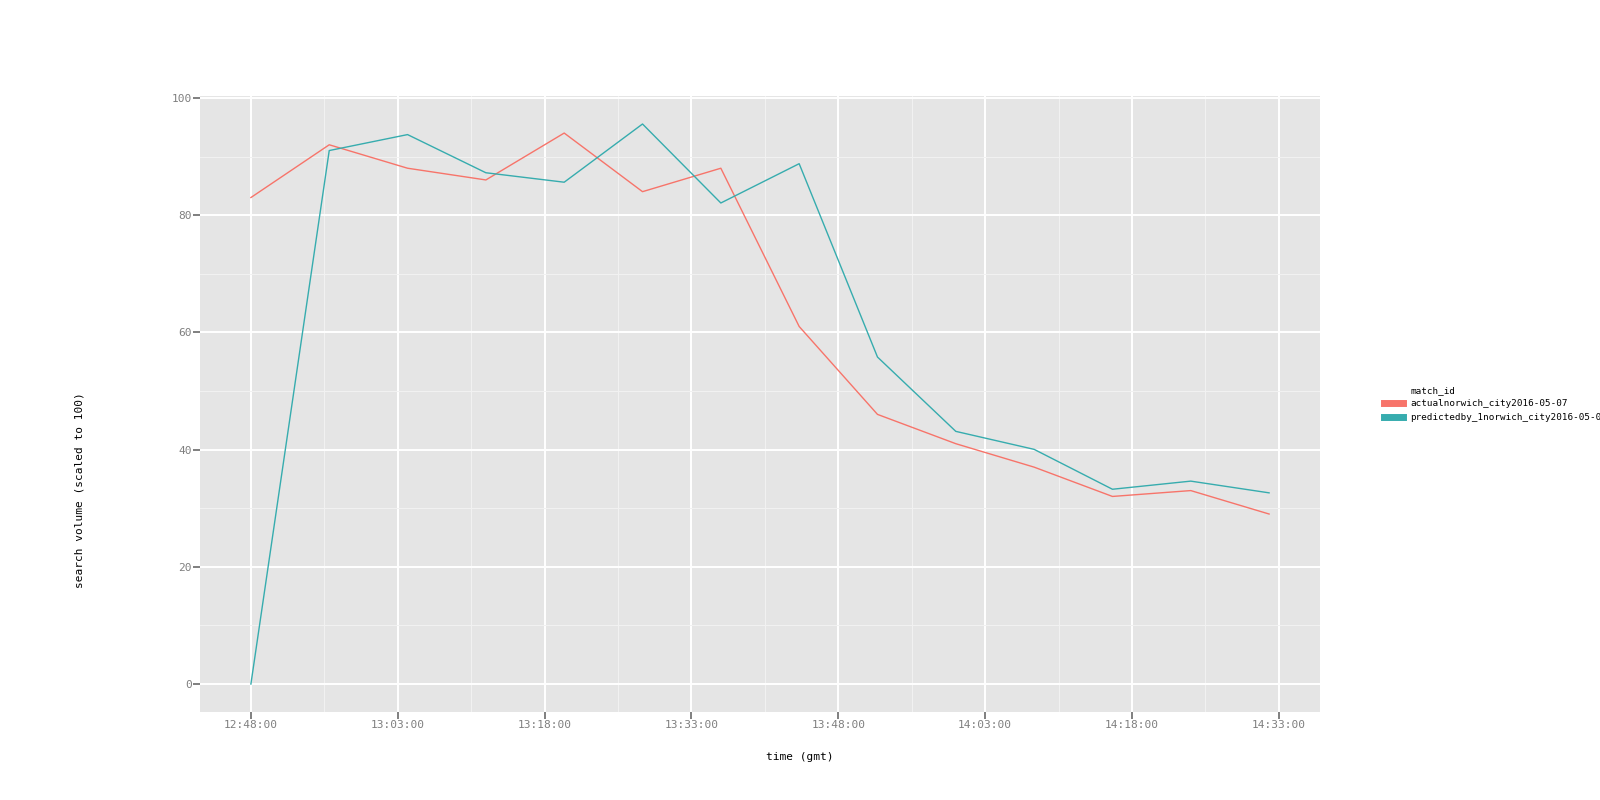 100
80
60
40
20
0
search volume (scaled to 100)
12:48:00 13:03:00 13:18:00 13:33:00 13:48:00 14:03:00 14:18:00 14:33:00
time (gmt)
match_id
actualnorwich_city2016-05-07
predictedby_1norwich_city2016-05-0